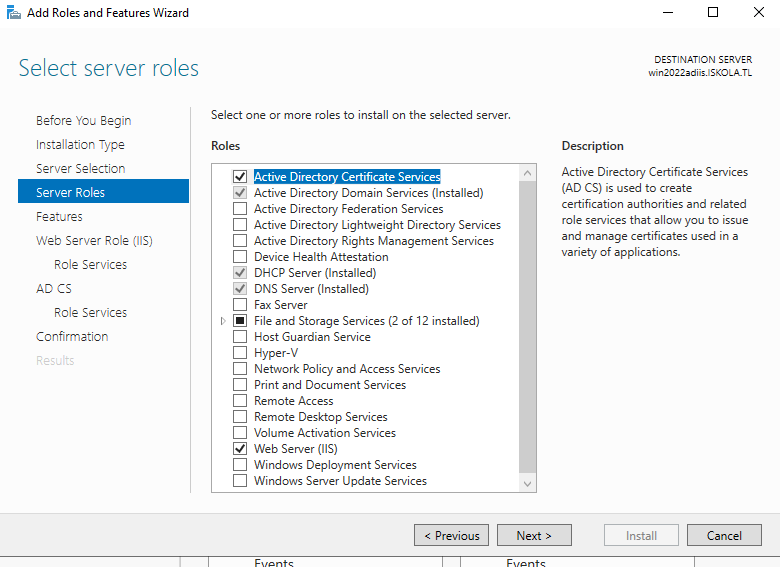 Add Roles and Features Wizard
Select server roles
DESTINATION SERVER
win2022adiis.ISKOLA.TL
Before You Begin
Installation Type
Server Selection
Server Roles
Features
Web Server Role (IIS)
Role Services
AD CS
Role Services
Confirmation
Results
Select one or more roles to install on the selected server.
Roles
Active Directory Certificate Services
Active Directory Domain Services (Installed)
Active Directory Federation Services
Active Directory Lightweight Directory Services
Active Directory Rights Management Services
Device Health Attestation
DHCP Server (Installed)
DNS Server (Installed)
Fax Server
File and Storage Services (2 of 12 installed)
Host Guardian Service
Hyper-V
Network Policy and Access Services
Print and Document Services
Remote Access
Remote Desktop Services
Volume Activation Services
Web Server (IIS)
Windows Deployment Services
Windows Server Update Services
Description
Active Directory Certificate Services
(AD CS) is used to create
certification authorities and related
role services that allow you to issue
and manage certificates used in a
variety of applications.
< Previous
Next >
Install
Cancel
Events
Events